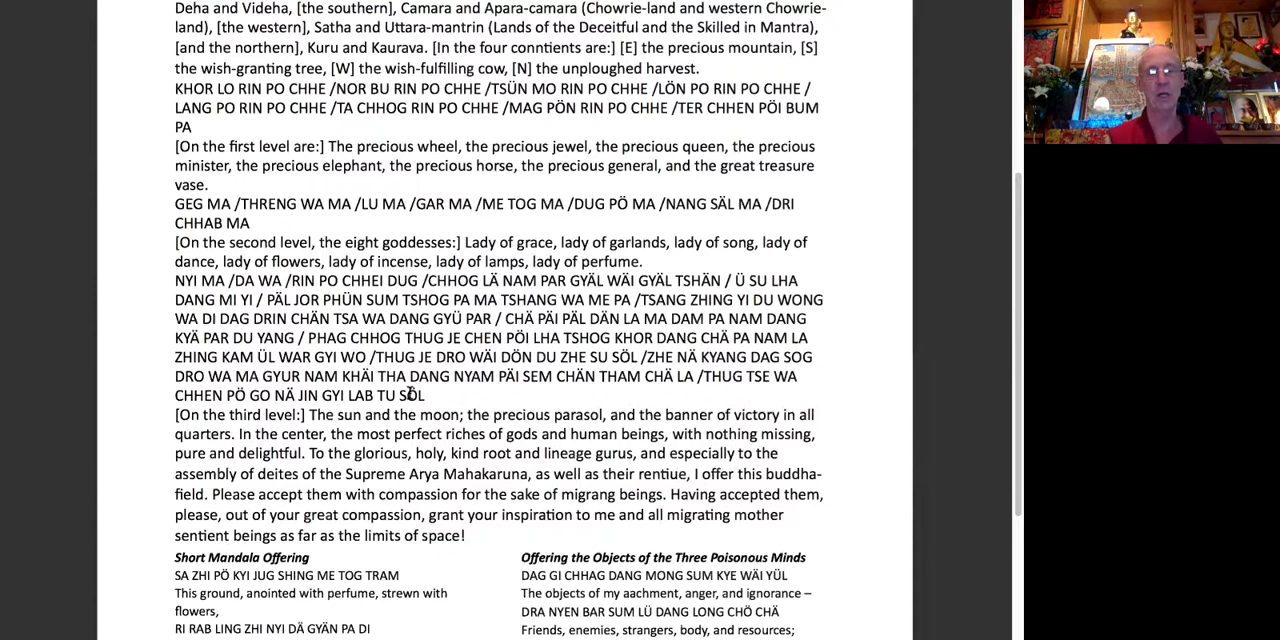 Deha and Videha, [the southern], Camara and Apara-camara (Chowrie-land and western Chowrie-
land), [the western], Satha and Uttara-mantrin (Lands of the Deceitful and the Skilled in Mantra),
[and the northern], Kuru and Kaurava. [In the four conntients are:] [E] the precious mountain, [S]
the wish-granting tree, [W] the wish-fulfilling cow, [N] the unploughed harvest.
KHOR LO RIN PO CHHE /NOR BU RIN PO CHHE /TSÜN MO RIN PO CHHE /LÖN PO RIN PO CHHE /
LANG PO RIN PO CHHE /TA CHHOG RIN PO CHHE /MAG PÖN RIN PO CHHE /TER CHHEN PÖI BUM
PA
[On the first level are:] The precious wheel, the precious jewel, the precious queen, the precious
minister, the precious elephant, the precious horse, the precious general, and the great treasure
vase.
GEG MA /THRENG WA MA /LU MA /GAR MA /ME TOG MA /DUG PÖ MA /NANG SÄL MA /DRI
CHHAB MA
[On the second level, the eight goddesses:] Lady of grace, lady of garlands, lady of song, lady of
dance, lady of flowers, lady of incense, lady of lamps, lady of perfume.
NYI MA /DA WA /RIN PO CHHEI DUG /CHHOG LÄ NAM PAR GYÄL WÄI GYÄL TSHÄN / Ü SU LHA
DANG MI YI / PÄL JOR PHÜN SUM TSHOG PA MA TSHANG WA ME PA /TSANG ZHING YI DU WONG
WA DI DAG DRIN CHÄN TSA WA DANG GYÜ PAR / CHÄ PÄI PÄL DÄN LA MA DAM PA NAM DANG
KYÄ PAR DU YANG / PHAG CHHOG THUG JE CHEN PÖI LHA TSHOG KHOR DANG CHÄ PA NAM LA
ZHING KAM ÜL WAR GYI WO /THUG JE DRO WÄI DÖN DU ZHE SU SÖL /ZHE NÄ KYANG DAG SOG
DRO WA MA GYUR NAM KHÄI THA DANG NYAM PÄI SEM CHÄN THAM CHÄ LA /THUG TSE WA
CHHEN PÖ GO NÄ JIN GYI LAB TU SÖL
[On the third level:] The sun and the moon; the precious parasol, and the banner of victory in all
quarters. In the center, the most perfect riches of gods and human beings, with nothing missing,
pure and delightful. To the glorious, holy, kind root and lineage gurus, and especially to the
assembly of deites of the Supreme Arya Mahakaruna, as well as their rentiue, I offer this buddha-
field. Please accept them with compassion for the sake of migrang beings. Having accepted them,
please, out of your great compassion, grant your inspiration to me and all migrating mother
sentient beings as far as the limits of space!
Short Mandala Offering
SA ZHI PÖ KYI JUG SHING ME TOG TRAM
This ground, anointed with perfume, strewn with
flowers,
RI RAB LING ZHI NYI DÄ GYÄN PA DI
Offering the Objects of the Three Poisonous Minds
DAG GI CHHAG DANG MONG SUM KYE WÄI YÜL
The objects of my aachment, anger, and ignorance –
DRA NYEN BAR SUM LÜ DANG LONG CHÖ CHÄ
Friends, enemies, strangers, body, and resources;